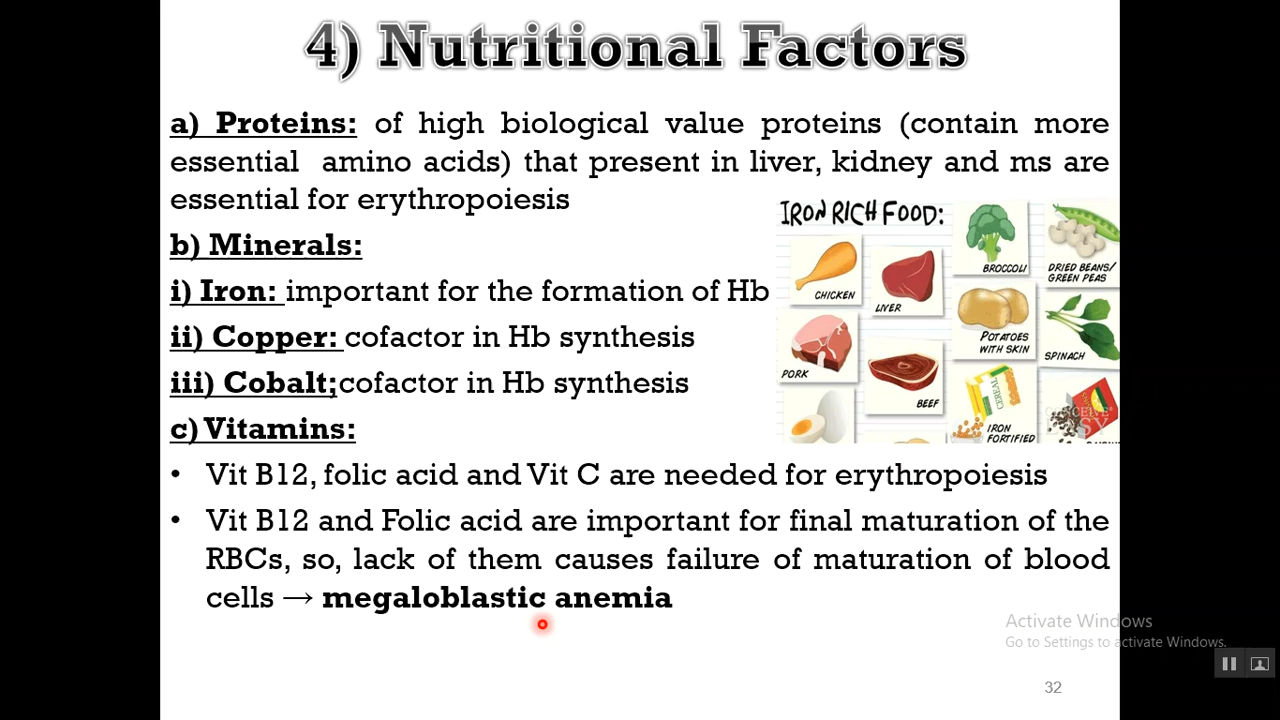 4) Nutritional Factors
a) Proteins: of high biological value proteins (contain more
essential amino acids) that present in liver, kidney and ms are
essential for erythropoiesis
b) Minerals:
i) Iron: important for the formation of Hb
ii) Copper: cofactor in Hb synthesis
iii) Cobalt;cofactor in Hb synthesis
c) Vitamins:
• Vit B12, folic acid and Vit C are needed for erythropoiesis
• Vit B12 and Folic acid are important for final maturation of the
RBCs, so, lack of them causes failure of maturation of blood
cells → megaloblastic anemia
IRON RICH FOOD:
CHICKEN
LIVER
BROCCOLI
DRIED BEANS/
GREEN PEAS
PORK
BEEF
POTATOES
WITH SKIN
SPINACH
CEREAL
IRON
FORTIFIED
Activate Windows
Go to Settings to activate Windows.
32